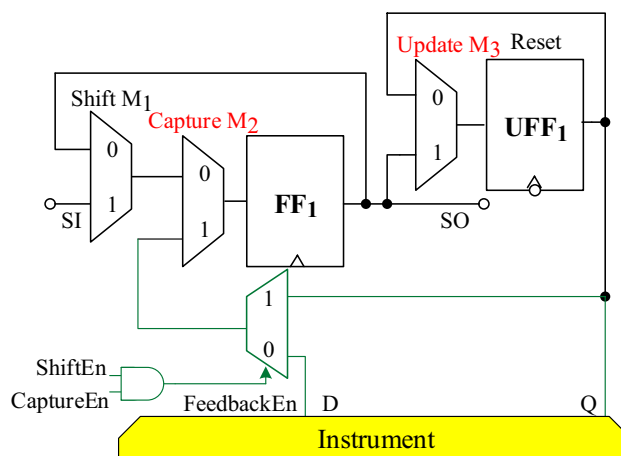 Update M3
Reset
Shift M1
Capture M2
0
1
UFF1
0
1
0
1
FF1
SI
SO
1
0
ShiftEn
CaptureEn
FeedbackEn
D
Q
Instrument